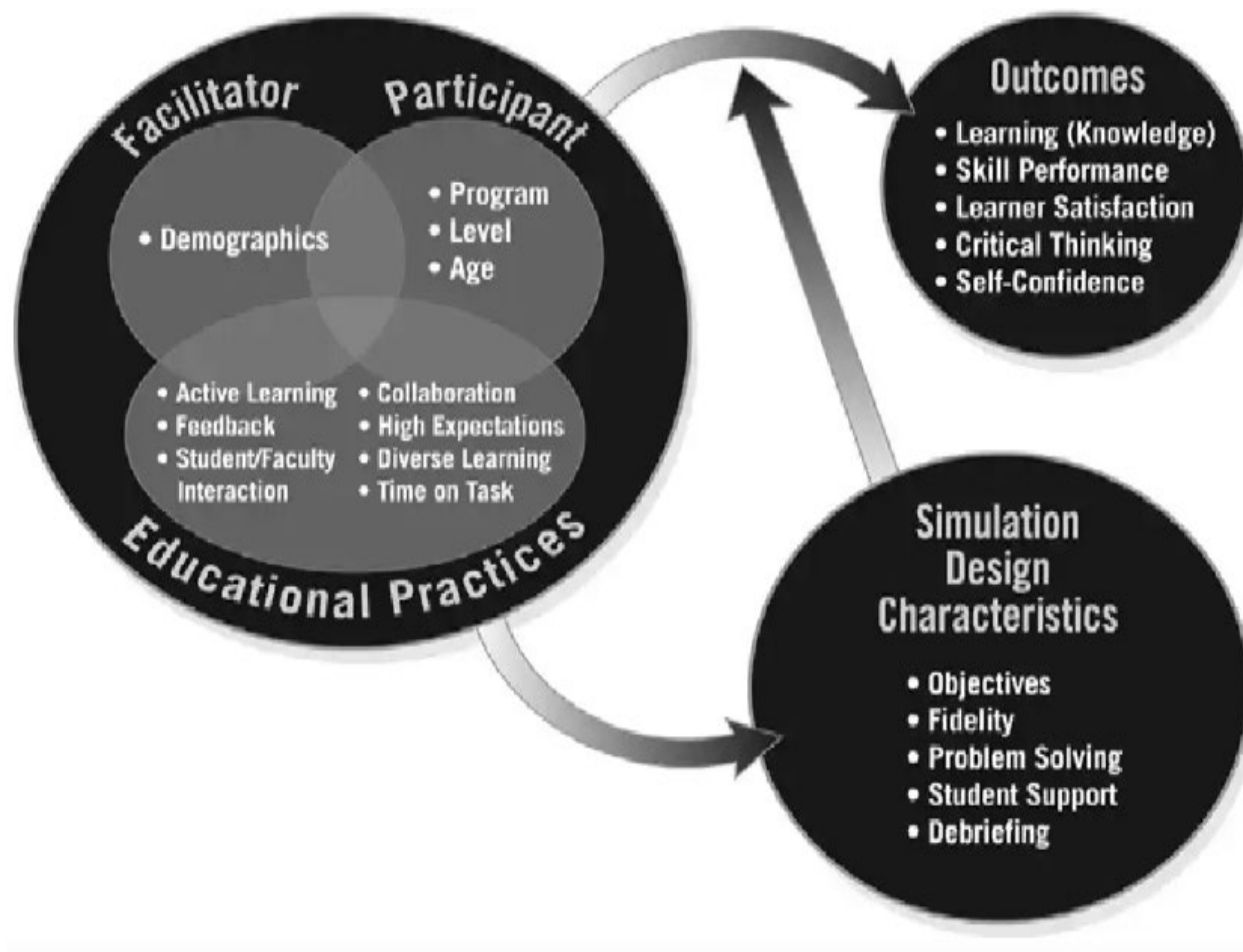 Facilitator
Participant
• Demographics
• Program
• Level
• Age
• Active Learning
• Feedback
• Student/Faculty
Interaction
• Collaboration
• High Expectations
• Diverse Learning
• Time on Task
Educational Practices
Outcomes
• Learning (Knowledge)
• Skill Performance
• Learner Satisfaction
• Critical Thinking
• Self-Confidence
Simulation
Design
Characteristics
• Objectives
• Fidelity
• Problem Solving
• Student Support
• Debriefing